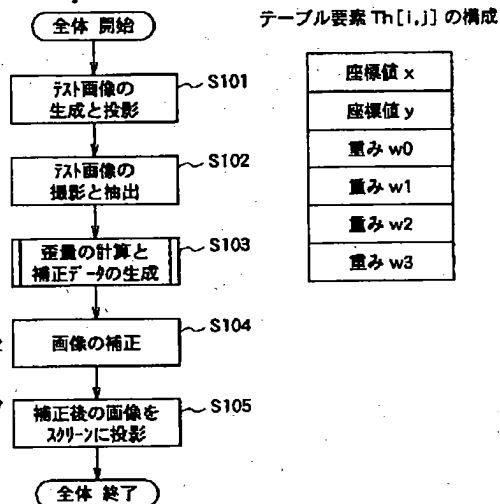 全体 開始
テスト画像の
生成と投影
S101
テスト画像の
撮影と抽出
S102
歪量の計算と
補正データの生成
S103
画像の補正
S104
補正後の画像を
スクリーンに投影
S105
全体 終了
テーブル要素 Th[i,j] の構成
座標値 x
座標値 y
重み w0
重み w1
重み w2
重み w3